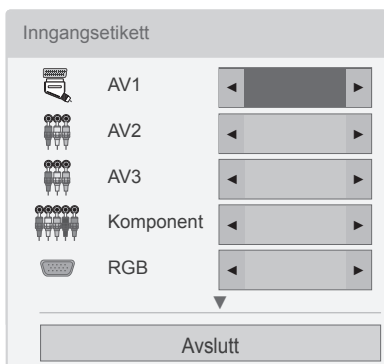 Inngangsetikett
AV1
AV2
AV3
Komponent
RGB
Avslutt